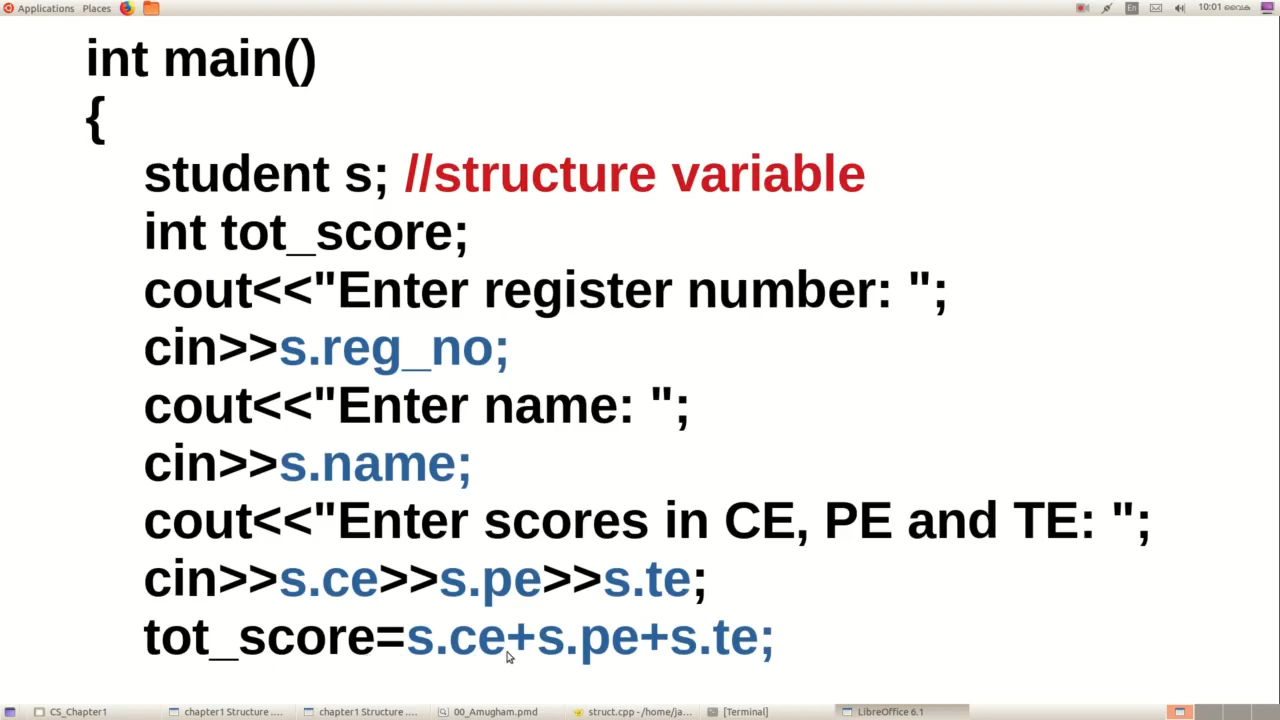 Applications Places En 10:01 വൈകു
int main()
{
student s; //structure variable
int tot_score;
cout<<"Enter register number: ";
cin>>s.reg_no;
cout<<"Enter name: ";
cin>>s.name;
cout<<"Enter scores in CE, PE and TE: ";
cin>>s.ce>>s.pe>>s.te;
tot_score=s.ce+s.pe+s.te;
CS_Chapter1 chapter1 Structure .... chapter1 Structure ... 00_Amugham.pmd struct.cpp - /home/ja... [Terminal] LibreOffice 6.1